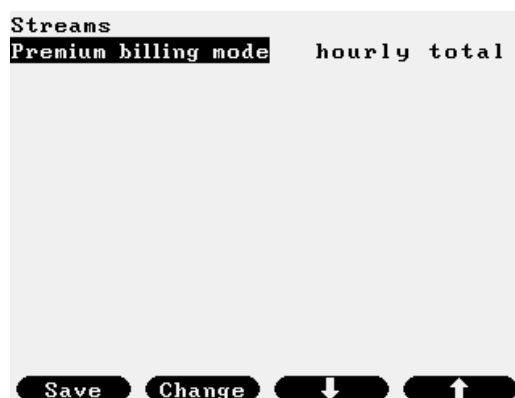 Streams
Premium billing mode hourly total
Save Change ↓ ↑